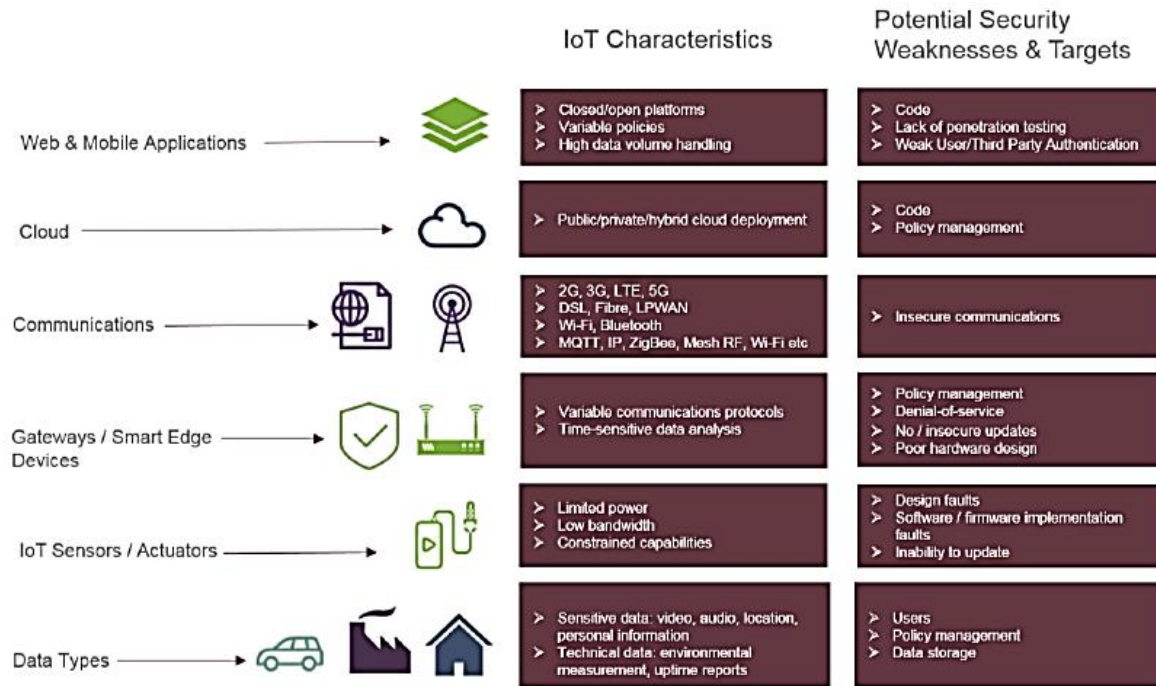 IoT Characteristics
Potential Security
Weaknesses & Targets
Web & Mobile Applications
➢ Closed/open platforms
➢ Variable policies
➢ High data volume handling
➢ Code
➢ Lack of penetration testing
➢ Weak User/Third Party Authentication
Cloud
➢ Public/private/hybrid cloud deployment
➢ Code
➢ Policy management
Communications
➢ 2G, 3G, LTE, 5G
➢ DSL, Fibre, LPWAN
➢ Wi-Fi, Bluetooth
➢ MQTT, IP, ZigBee, Mesh RF, Wi-Fi etc
➢ Insecure communications
Gateways / Smart Edge
Devices
➢ Variable communications protocols
➢ Time-sensitive data analysis
➢ Policy management
➢ Denial-of-service
➢ No / insecure updates
➢ Poor hardware design
IoT Sensors / Actuators
➢ Limited power
➢ Low bandwidth
➢ Constrained capabilities
➢ Design faults
➢ Software / firmware implementation
faults
➢ Inability to update
Data Types
➢ Sensitive data: video, audio, location,
personal information
➢ Technical data: environmental
measurement, uptime reports
➢ Users
➢ Policy management
➢ Data storage